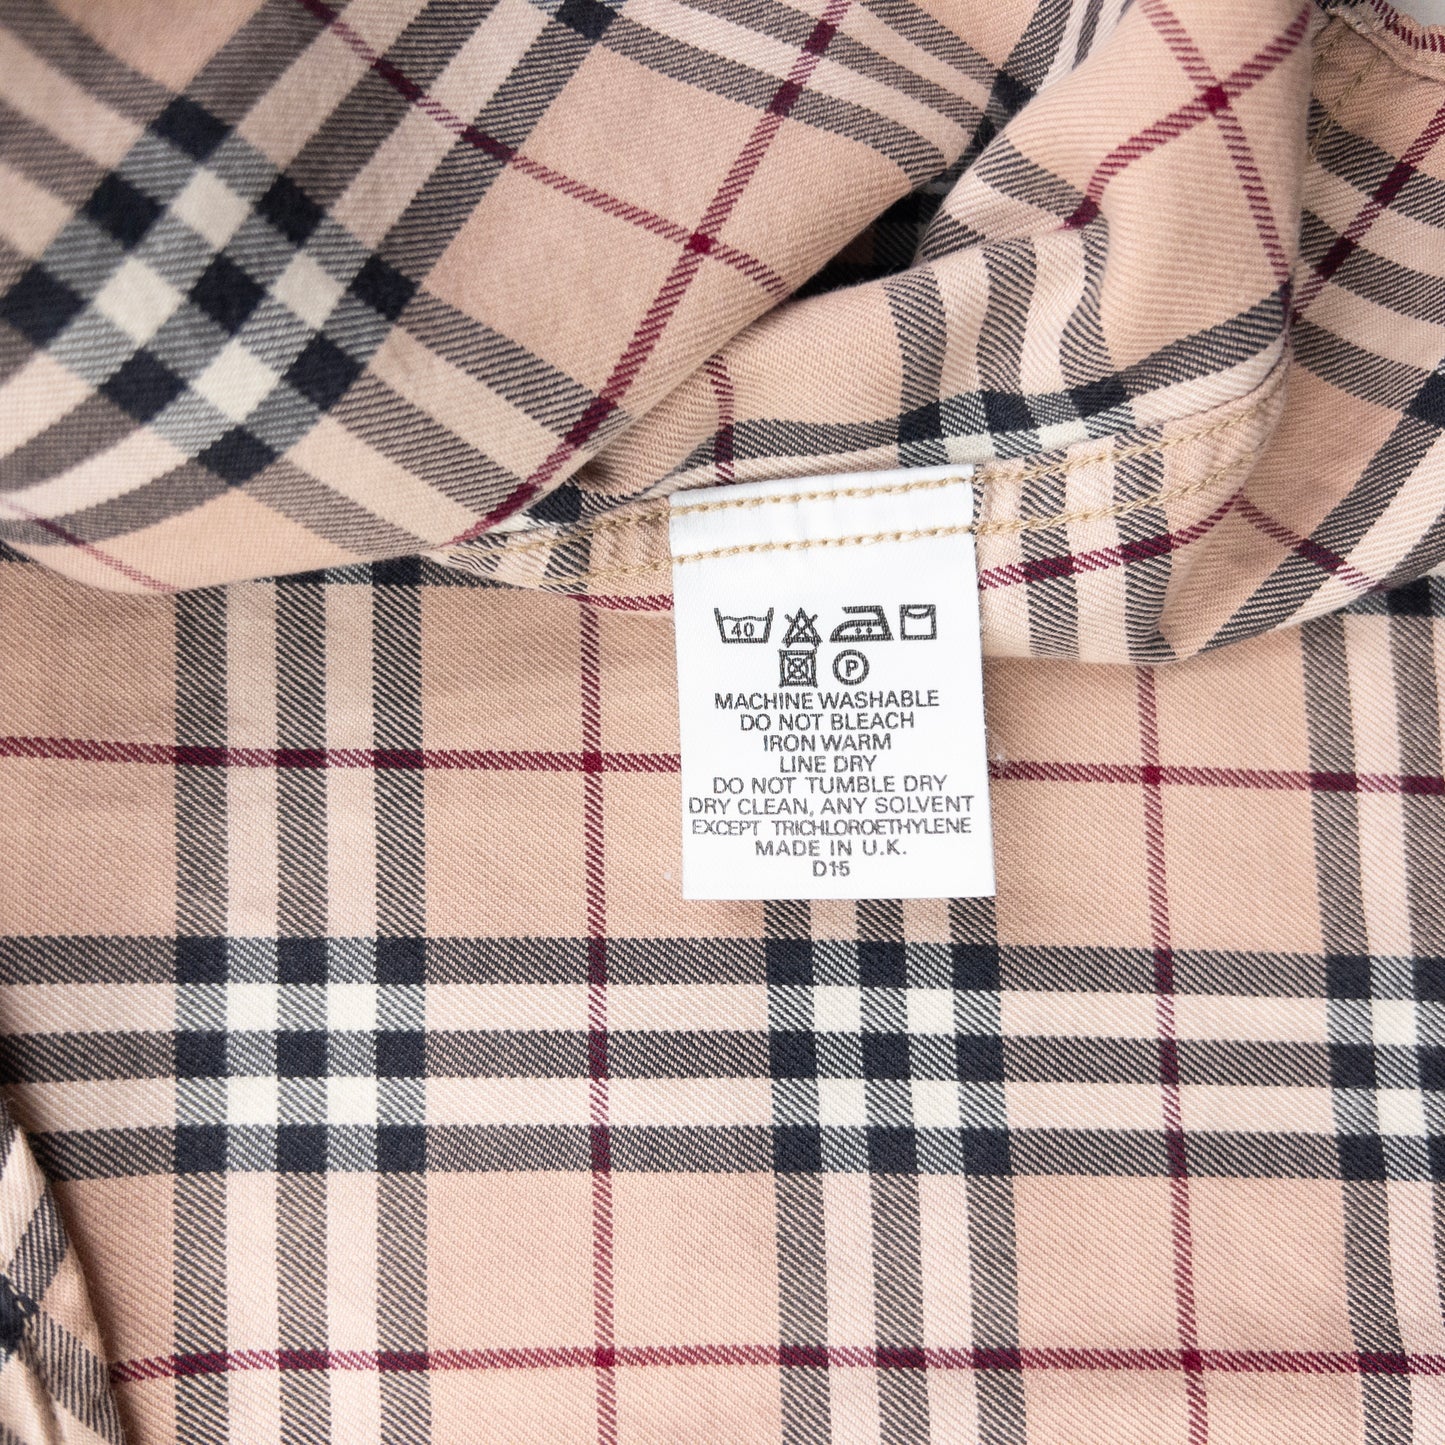 40
P
MACHINE WASHABLE
DO NOT BLEACH
IRON WARM
LINE DRY
DO NOT TUMBLE DRY
DRY CLEAN, ANY SOLVENT
EXCEPT TRICHLOROETHYLENE
MADE IN U.K.
D15